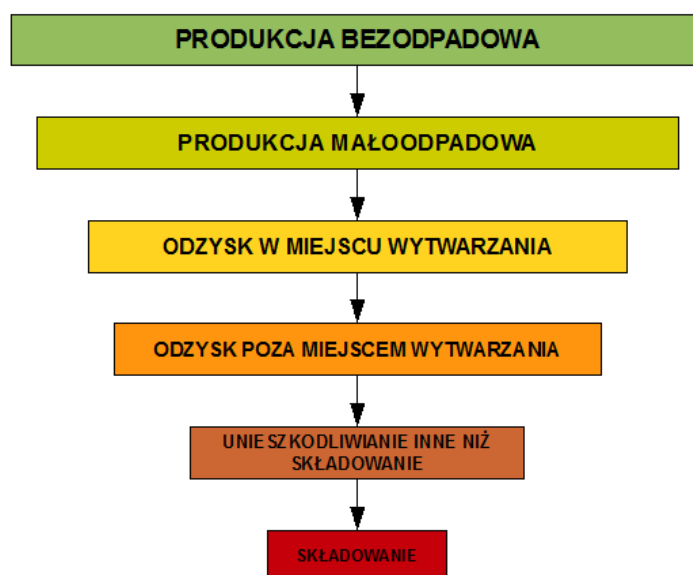 PRODUKCJA BEZODPADOWA
PRODUKCJA MAŁOODPADOWA
ODZYSK W MIEJSCU WYTWARZANIA
ODZYSK POZA MIEJSCEM WYTWARZANIA
UNIESZKODLIWIANIE INNE NIŻ
SKŁADOWANIE
SKŁADOWANIE